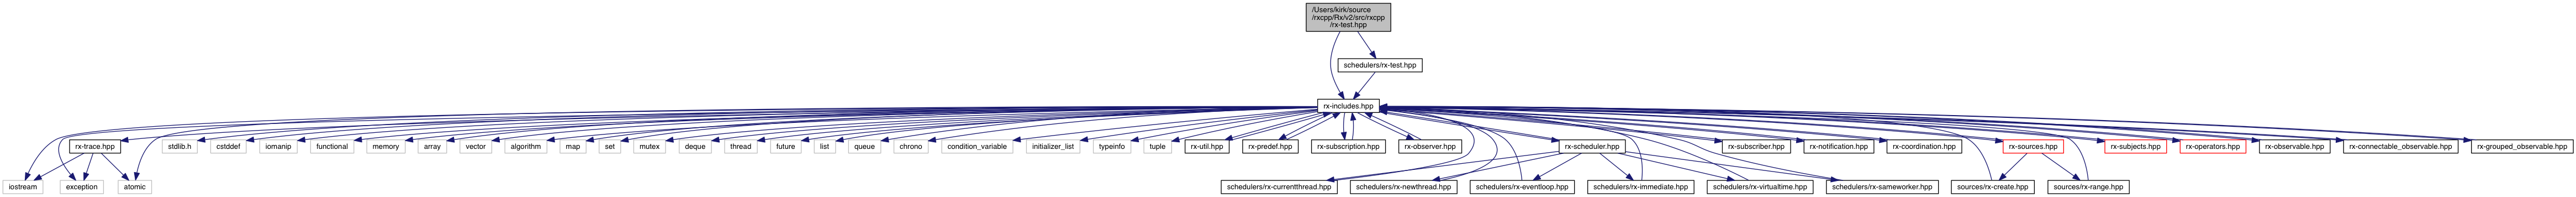 /Users/kirk/source
/rxcpp/Rx/v2/src/rxcpp
/rx-test.hpp
schedulers/rx-test.hpp
rx-includes.hpp
rx-trace.hpp
stdlib.h
cstddef
iomanip
functional
memory
array
vector
algorithm
map
set
mutex
deque
thread
future
list
queue
chrono
condition_variable
initializer_list
typeinfo
tuple
rx-util.hpp
rx-predef.hpp
rx-subscription.hpp
rx-observer.hpp
rx-scheduler.hpp
rx-subscriber.hpp
rx-notification.hpp
rx-coordination.hpp
rx-sources.hpp
rx-subjects.hpp
rx-operators.hpp
rx-observable.hpp
rx-connectable_observable.hpp
rx-grouped_observable.hpp
iostream
exception
atomic
schedulers/rx-currentthread.hpp
schedulers/rx-newthread.hpp
schedulers/rx-eventloop.hpp
schedulers/rx-immediate.hpp
schedulers/rx-virtualtime.hpp
schedulers/rx-sameworker.hpp
sources/rx-create.hpp
sources/rx-range.hpp